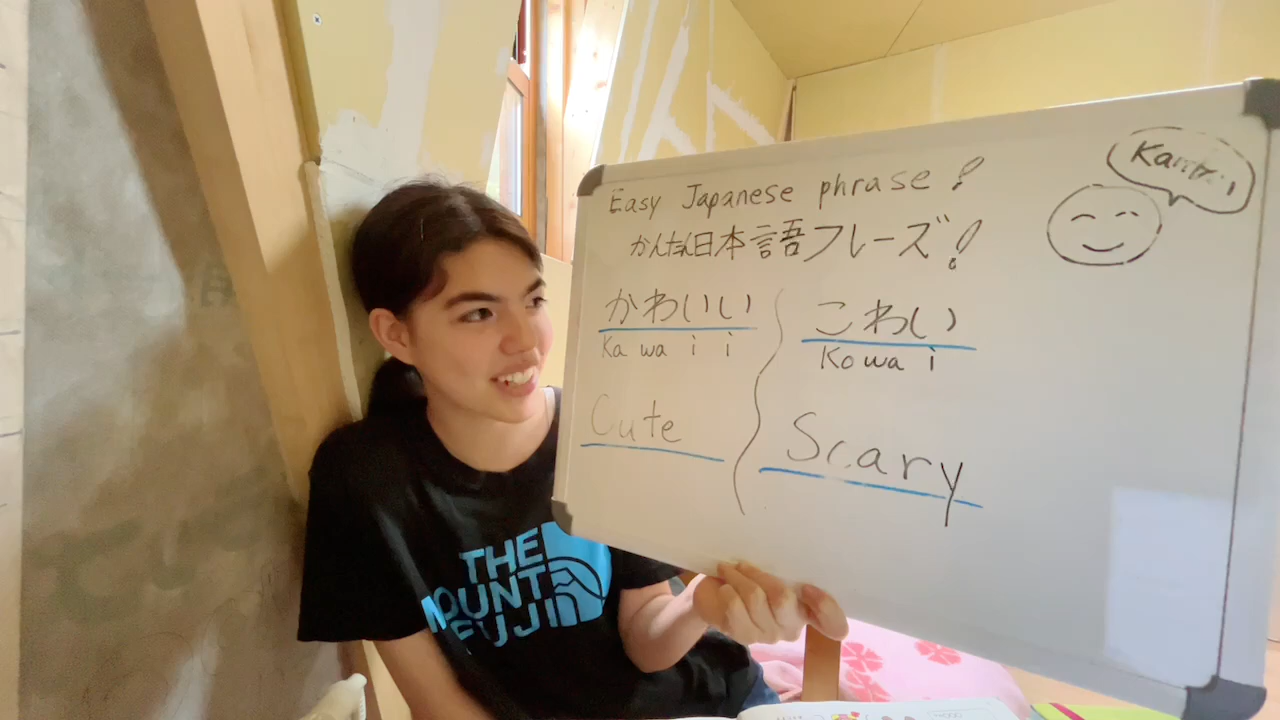 Easy Japanese phrase!
かんたん日本語フレーズ!
かわいい
Ka wa i i
Cute
こわい
Ko wa i
Scary
THE
MOUNT
FUJI